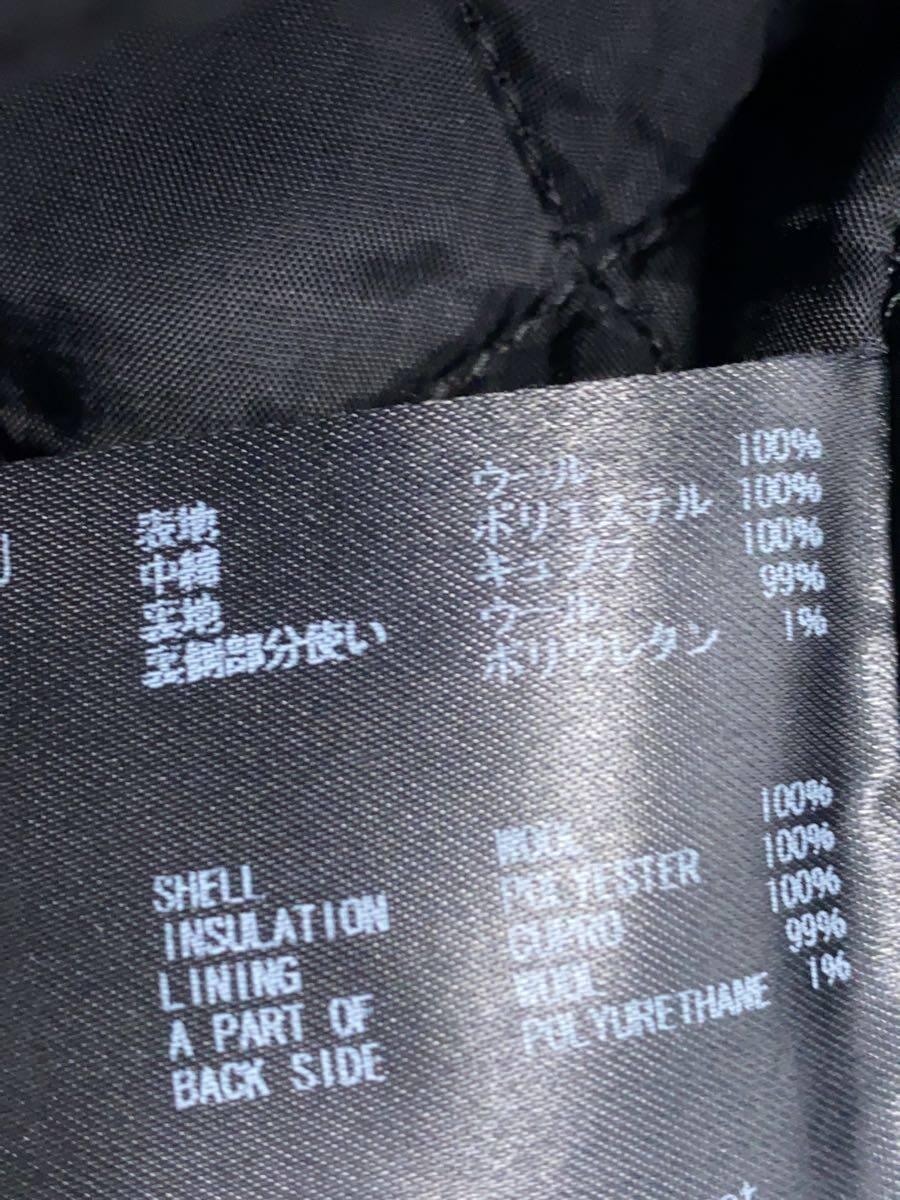 表地 ウール 100%
中綿 ポリエステル 100%
裏地 キュプラ 100%
裏側部分使い ウール 99%
ポリウレタン 1%
SHELL WOOL 100%
INSULATION POLYESTER 100%
LINING CUPRO 100%
A PART OF WOOL 99%
BACK SIDE POLYURETHANE 1%